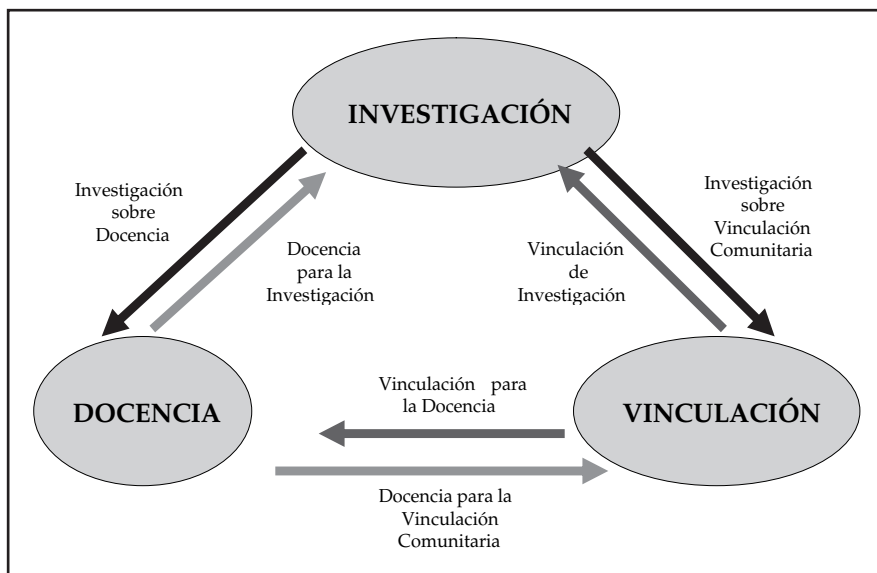 INVESTIGACIÓN
Investigación
sobre
Docencia
Docencia
para la
Investigación
Vinculación
de
Investigación
Investigación
sobre
Vinculación
Comunitaria
DOCENCIA
Vinculación para
la Docencia
VINCULACIÓN
Docencia para la
Vinculación
Comunitaria